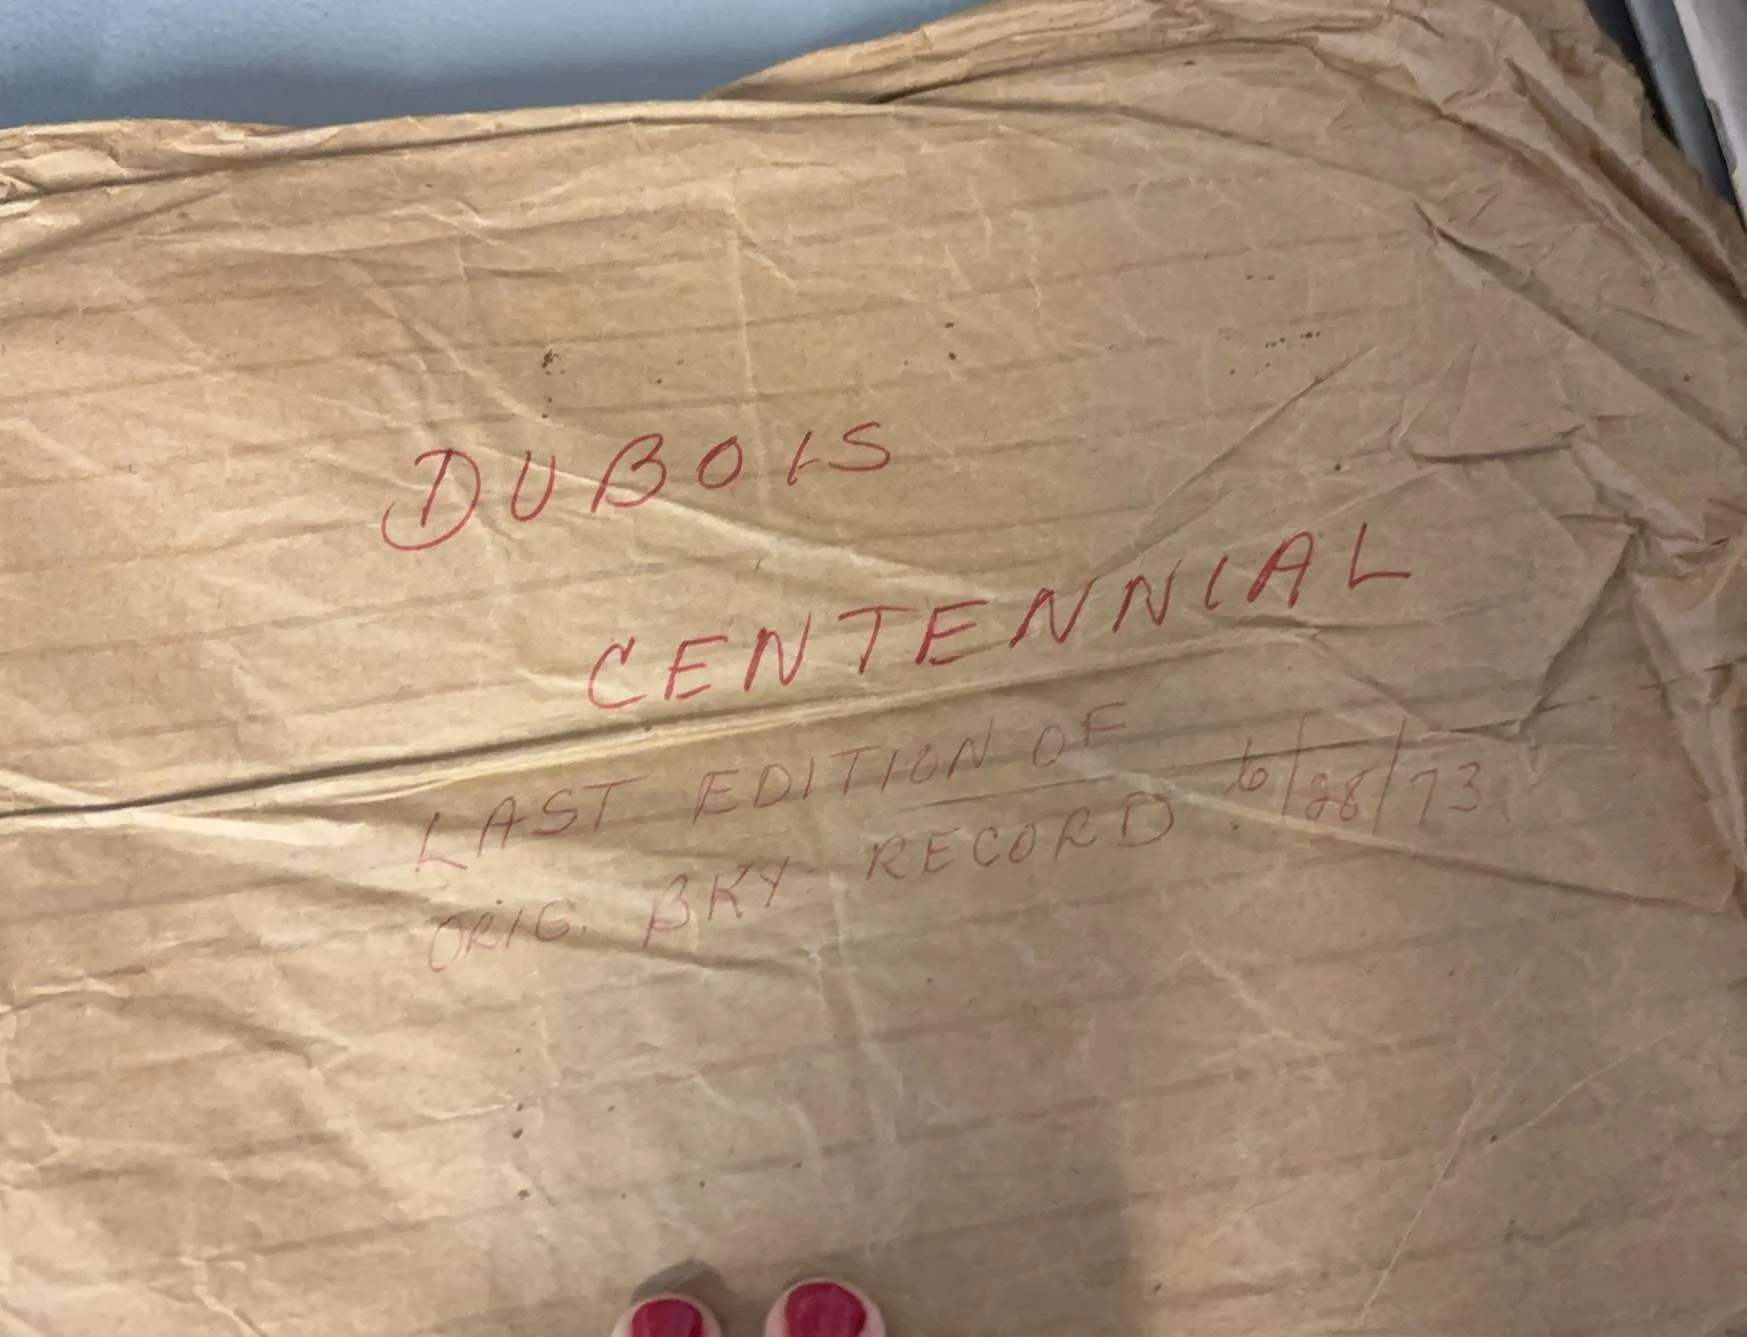 DUBOIS
CENTENNIAL
LAST EDITION OF
ORIG. BKY RECORD 6/28/73